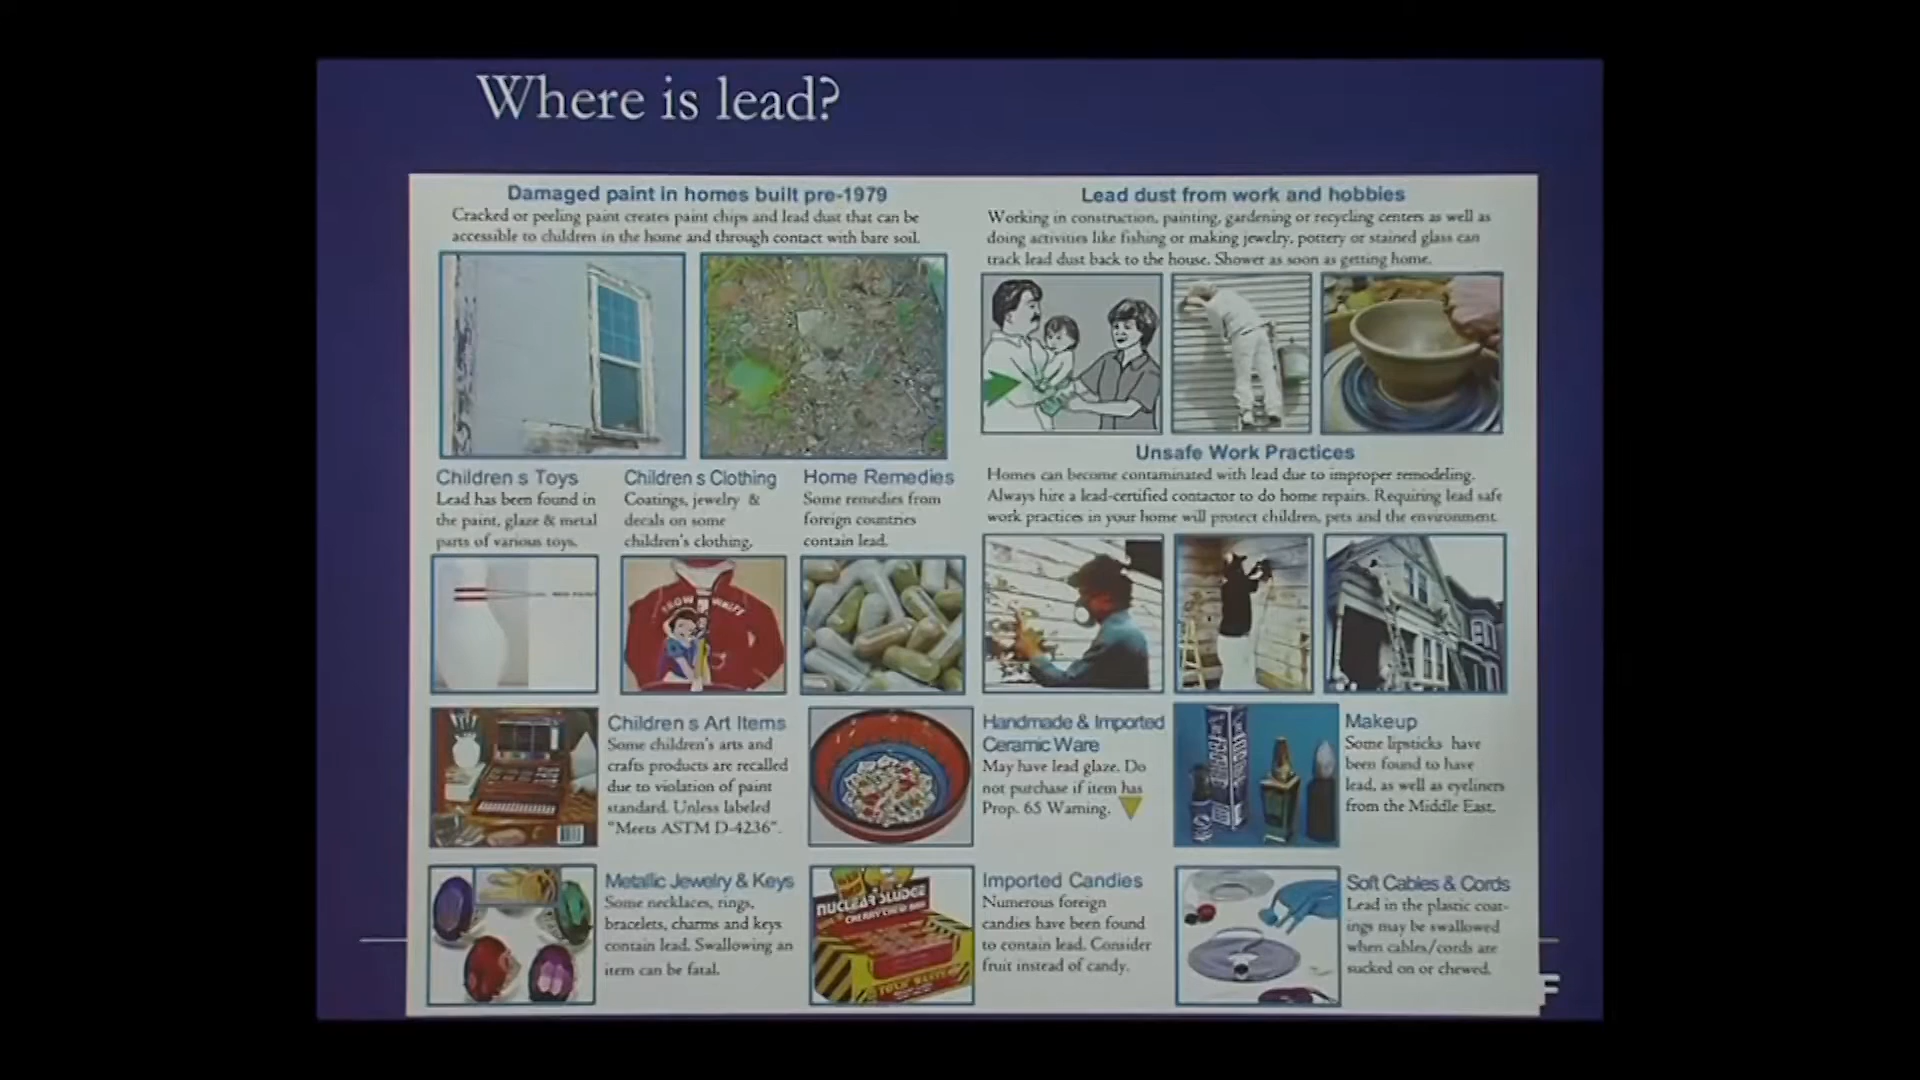 Where is lead?
Damaged paint in homes built pre-1979
Cracked or peeling paint creates paint chips and lead dust that can be
accessible to children in the home and through contact with bare soil.
Lead dust from work and hobbies
Working in construction, painting, gardening or recycling centers as well as
doing activities like fishing or making jewelry, pottery or stained glass can
track lead dust back to the house. Shower as soon as getting home.
Children s Toys
Lead has been found in
the paint, glaze & metal
parts of various toys.
Children s Clothing
Coatings, jewelry &
decals on some
children's clothing.
Home Remedies
Some remedies from
foreign countries
contain lead.
Unsafe Work Practices
Homes can become contaminated with lead due to improper remodeling.
Always hire a lead-certified contactor to do home repairs. Requiring lead safe
work practices in your home will protect children, pets and the environment.
SNOW WHITE
Children s Art Items
Some children's arts and
crafts products are recalled
due to violation of paint
standard. Unless labeled
"Meets ASTM D-4236".
Handmade & Imported
Ceramic Ware
May have lead glaze. Do
not purchase if item has
Prop. 65 Warning.
Makeup
Some lipsticks have
been found to have
lead, as well as eyeliners
from the Middle East.
Metallic Jewelry & Keys
Some necklaces, rings,
bracelets, charms and keys
contain lead. Swallowing an
item can be fatal.
NUCLEAR SLUDGE
CHERRY CHEW BAR
TOXIC WASTE
Imported Candies
Numerous foreign
candies have been found
to contain lead. Consider
fruit instead of candy.
Soft Cables & Cords
Lead in the plastic coat-
ings may be swallowed
when cables/cords are
sucked on or chewed.
F